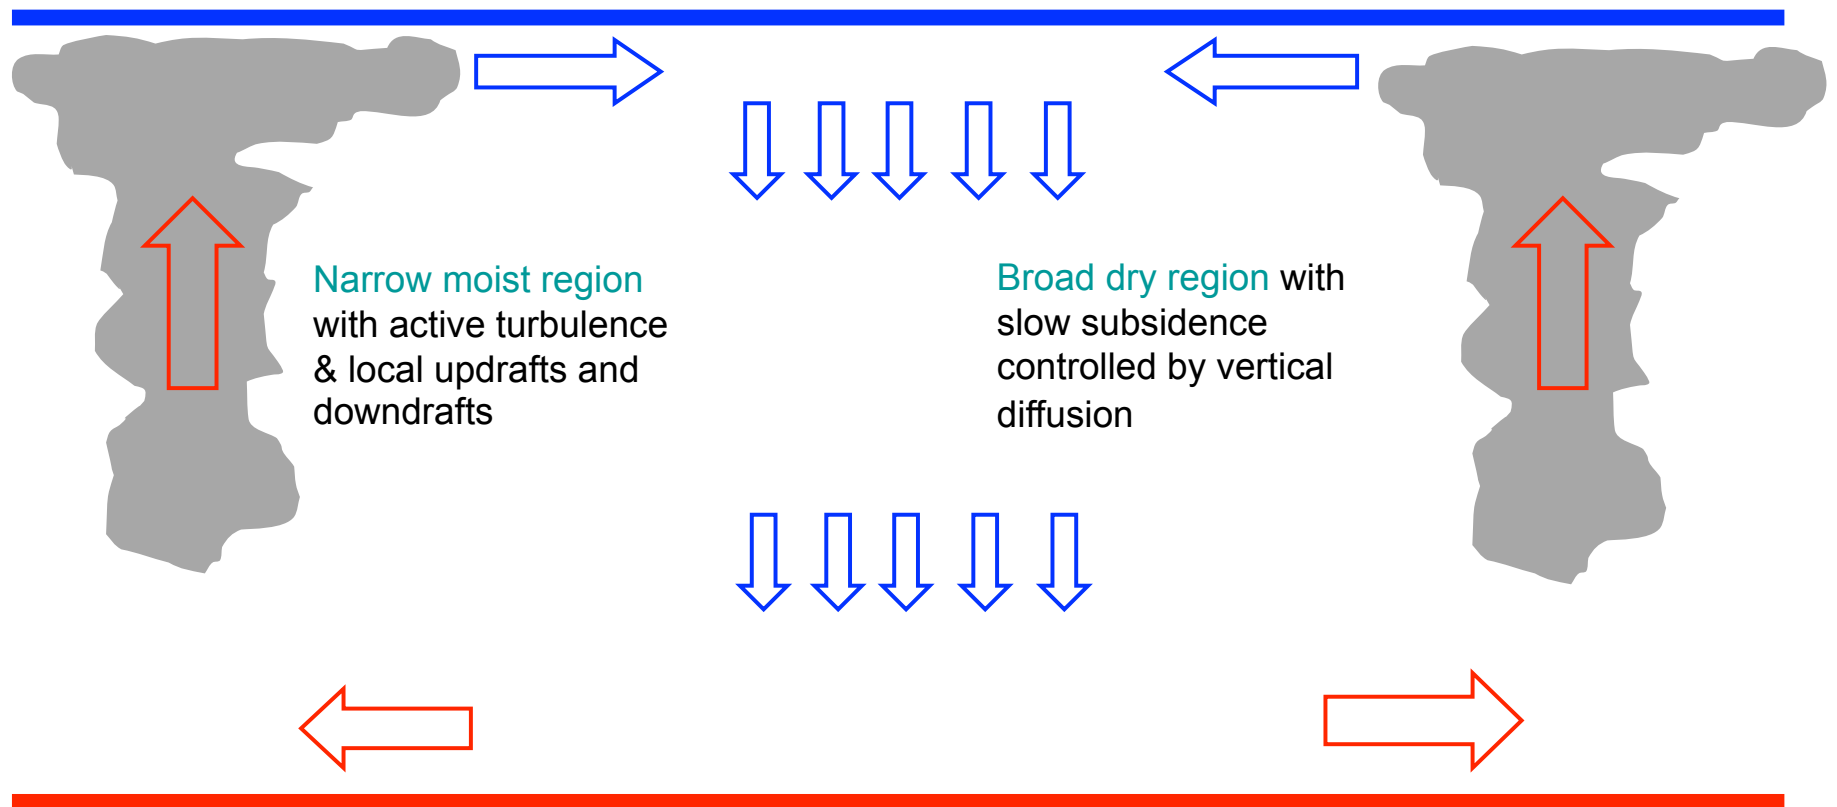 Narrow moist region
with active turbulence
& local updrafts and
downdrafts
Broad dry region with
slow subsidence
controlled by vertical
diffusion